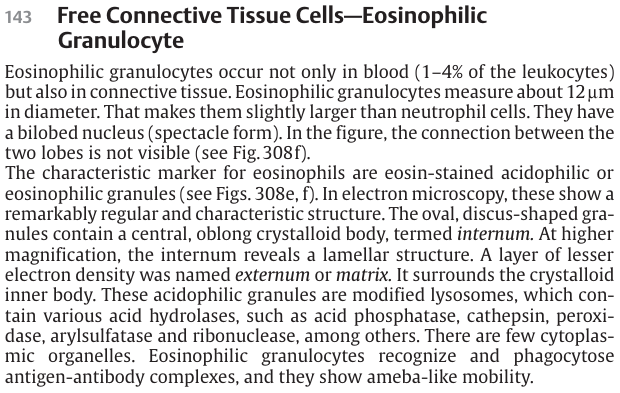 143 Free Connective Tissue Cells—Eosinophilic
Granulocyte
Eosinophilic granulocytes occur not only in blood (1–4% of the leukocytes)
but also in connective tissue. Eosinophilic granulocytes measure about 12 µm
in diameter. That makes them slightly larger than neutrophil cells. They have
a bilobed nucleus (spectacle form). In the figure, the connection between the
two lobes is not visible (see Fig. 308f).
The characteristic marker for eosinophils are eosin-stained acidophilic or
eosinophilic granules (see Figs. 308e, f). In electron microscopy, these show a
remarkably regular and characteristic structure. The oval, discus-shaped gra-
nules contain a central, oblong crystalloid body, termed internum. At higher
magnification, the internum reveals a lamellar structure. A layer of lesser
electron density was named externum or matrix. It surrounds the crystalloid
inner body. These acidophilic granules are modified lysosomes, which con-
tain various acid hydrolases, such as acid phosphatase, cathepsin, peroxi-
dase, arylsulfatase and ribonuclease, among others. There are few cytoplas-
mic organelles. Eosinophilic granulocytes recognize and phagocytose
antigen-antibody complexes, and they show ameba-like mobility.